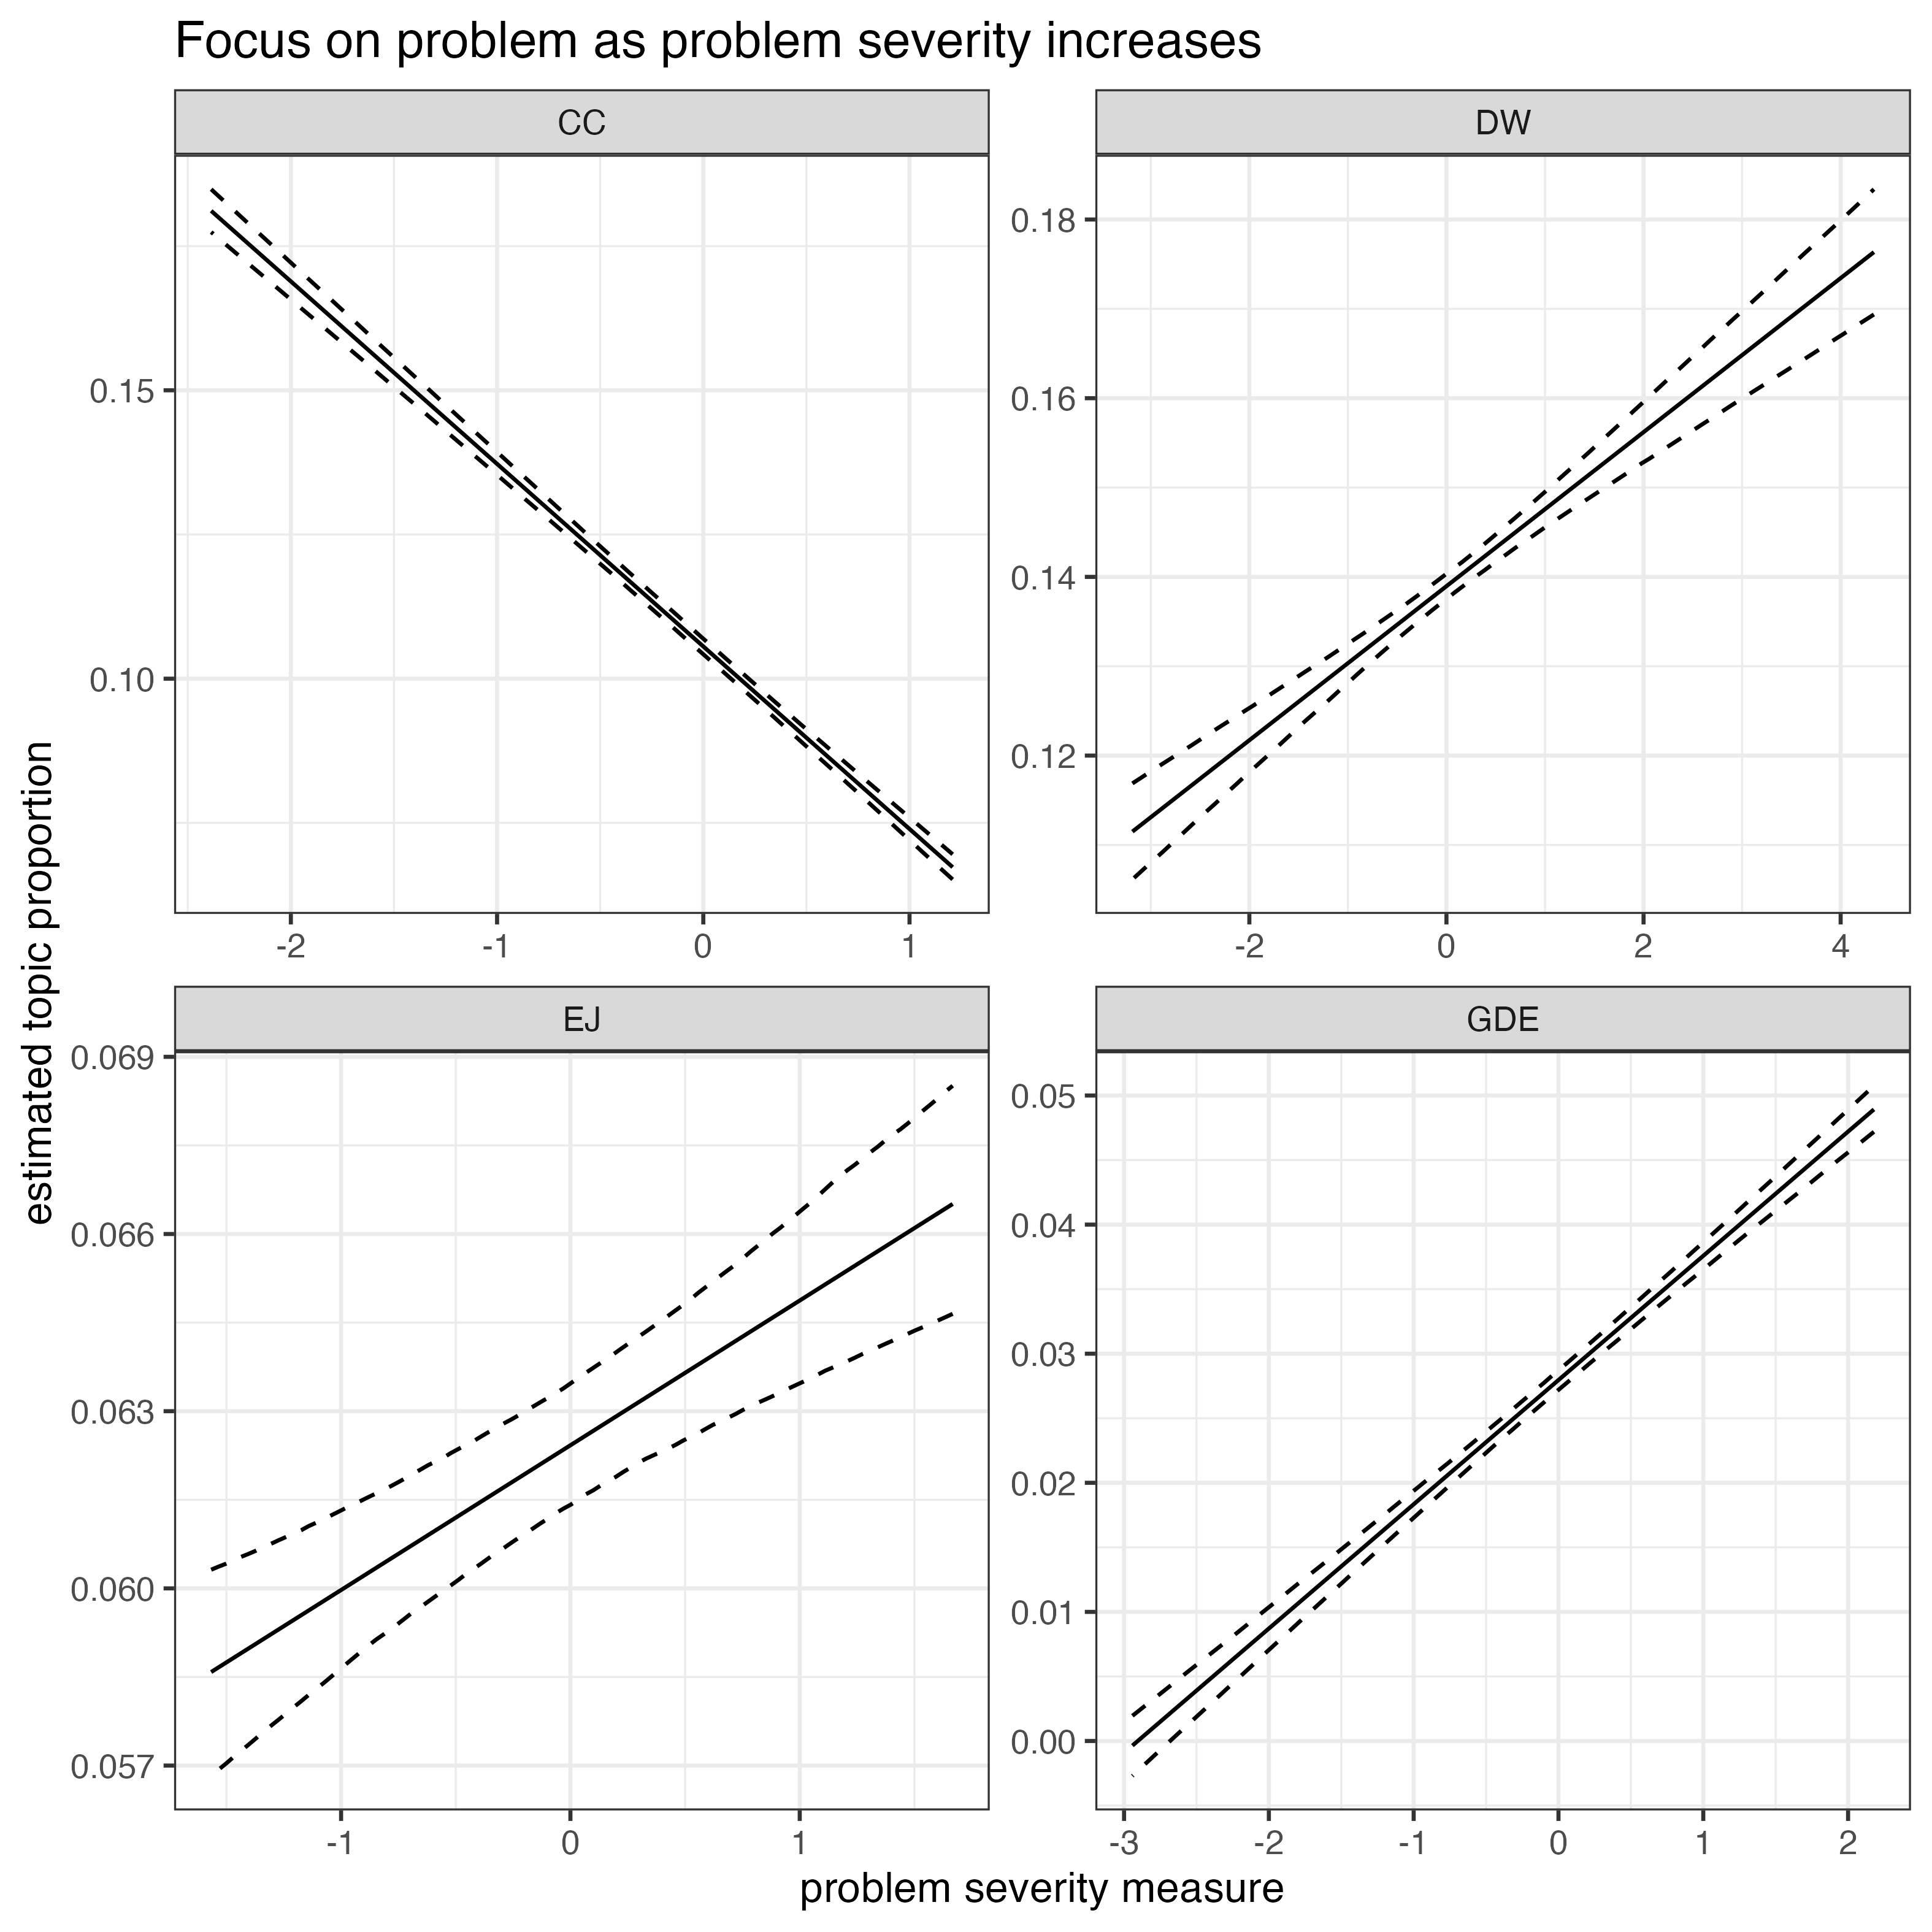 Focus on problem as problem severity increases
CC
DW
0.15
0.10
-2 -1 0 1
0.18
0.16
0.14
0.12
-2 0 2 4
EJ
GDE
0.069
0.066
0.063
0.060
0.057
-1 0 1
0.05
0.04
0.03
0.02
0.01
0.00
-3 -2 -1 0 1 2
estimated topic proportion
problem severity measure